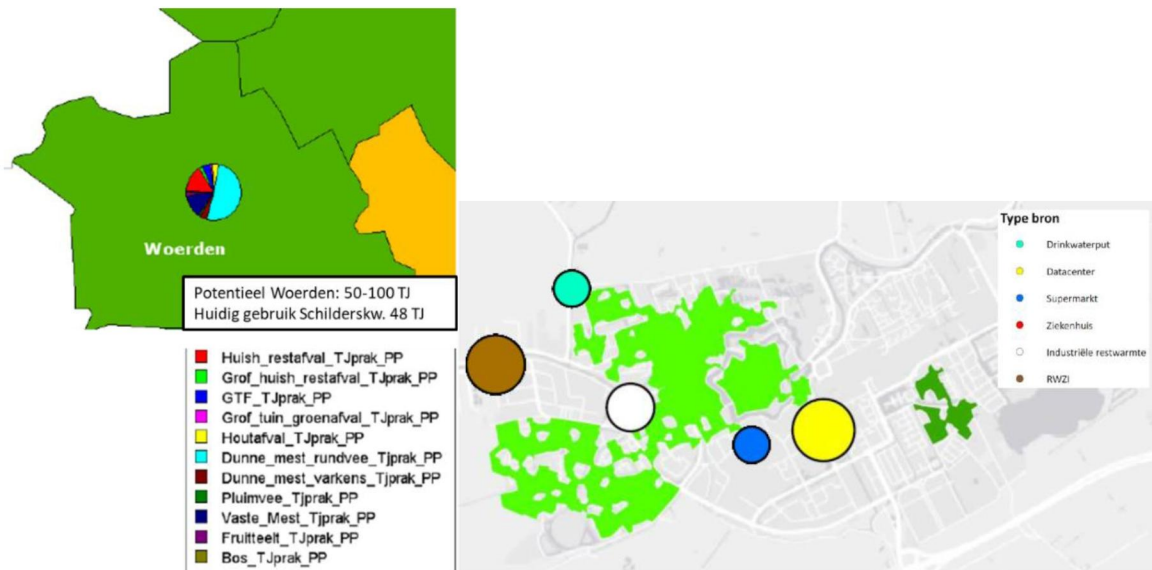 Woerden
Potentieel Woerden: 50-100 TJ
Huidig gebruik Schilderskw. 48 TJ
Huish_restafval_TJprak_PP
Grof_huish_restafval_TJprak_PP
GTF_TJprak_PP
Grof_tuin_groenafval_TJprak_PP
Houtafval_TJprak_PP
Dunne_mest_rundvee_Tjprak_PP
Dunne_mest_varkens_Tjprak_PP
Pluimvee_Tjprak_PP
Vaste_Mest_Tjprak_PP
Fruitteelt_TJprak_PP
Bos_TJprak_PP
Type bron
Drinkwaterput
Datacenter
Supermarkt
Ziekenhuis
Industriële restwarmte
RWZI